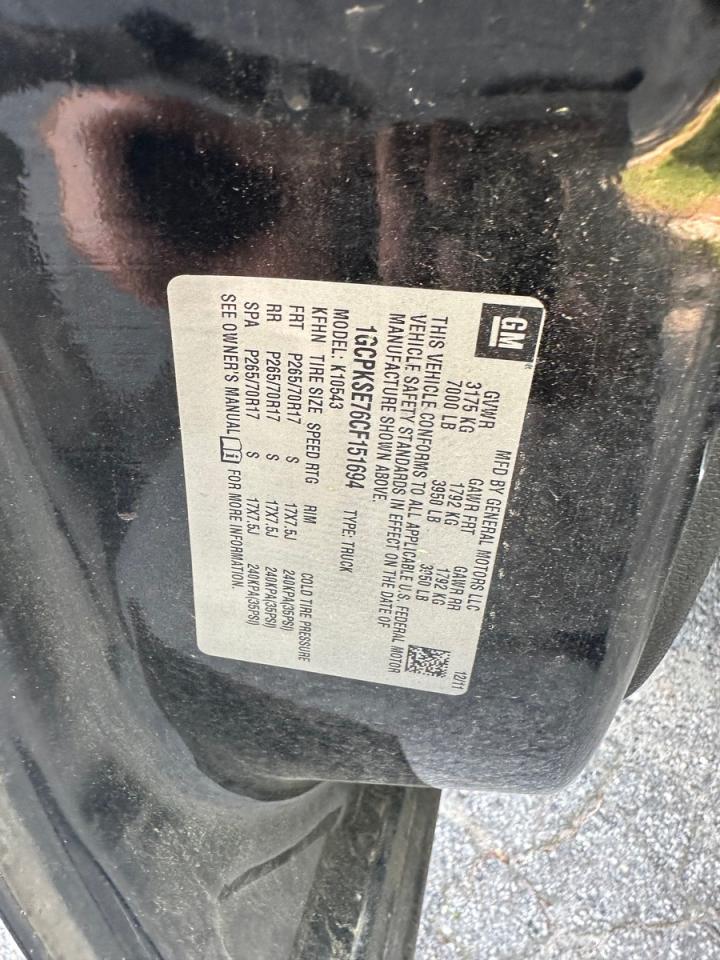 GM
MFD BY GENERAL MOTORS LLC 12/11
GVWR GAWR FRT GAWR RR
3175 KG 1792 KG 1792 KG
7000 LB 3950 LB 3950 LB
THIS VEHICLE CONFORMS TO ALL APPLICABLE U.S. FEDERAL MOTOR
VEHICLE SAFETY STANDARDS IN EFFECT ON THE DATE OF
MANUFACTURE SHOWN ABOVE.
1GCPKSE76CF151694 TYPE: TRUCK
MODEL: K10543
KFHN TIRE SIZE SPEED RTG RIM COLD TIRE PRESSURE
FRT P265/70R17 S 17X7.5J 240KPA(35PSI)
RR P265/70R17 S 17X7.5J 240KPA(35PSI)
SPA P265/70R17 S 17X7.5J 240KPA(35PSI)
SEE OWNER'S MANUAL FOR MORE INFORMATION.